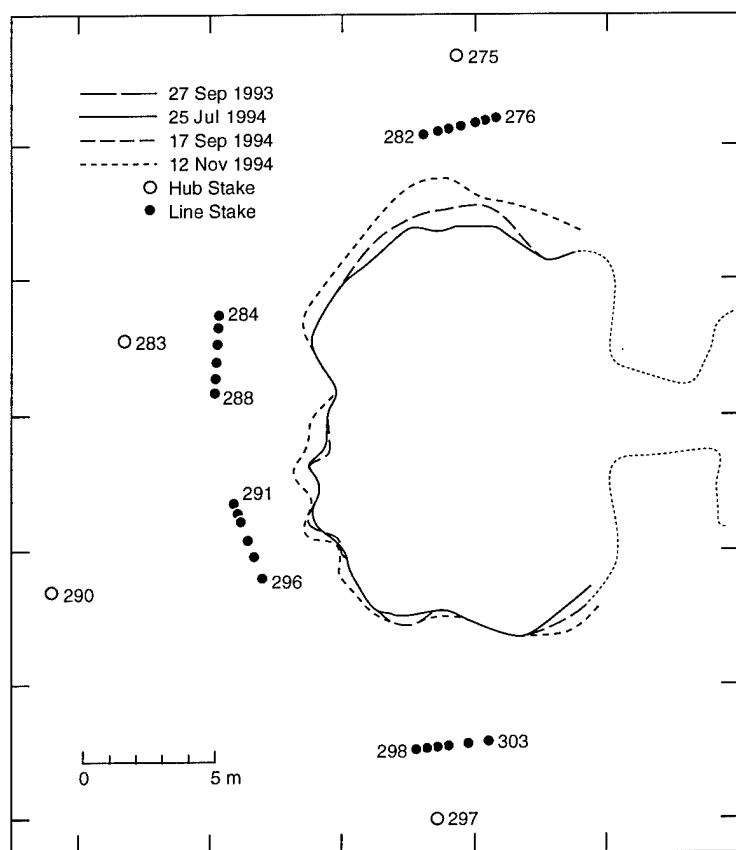 275
27 Sep 1993
25 Jul 1994
17 Sep 1994
12 Nov 1994
Hub Stake
Line Stake
282
276
284
283
288
291
296
290
298
303
0
5 m
297